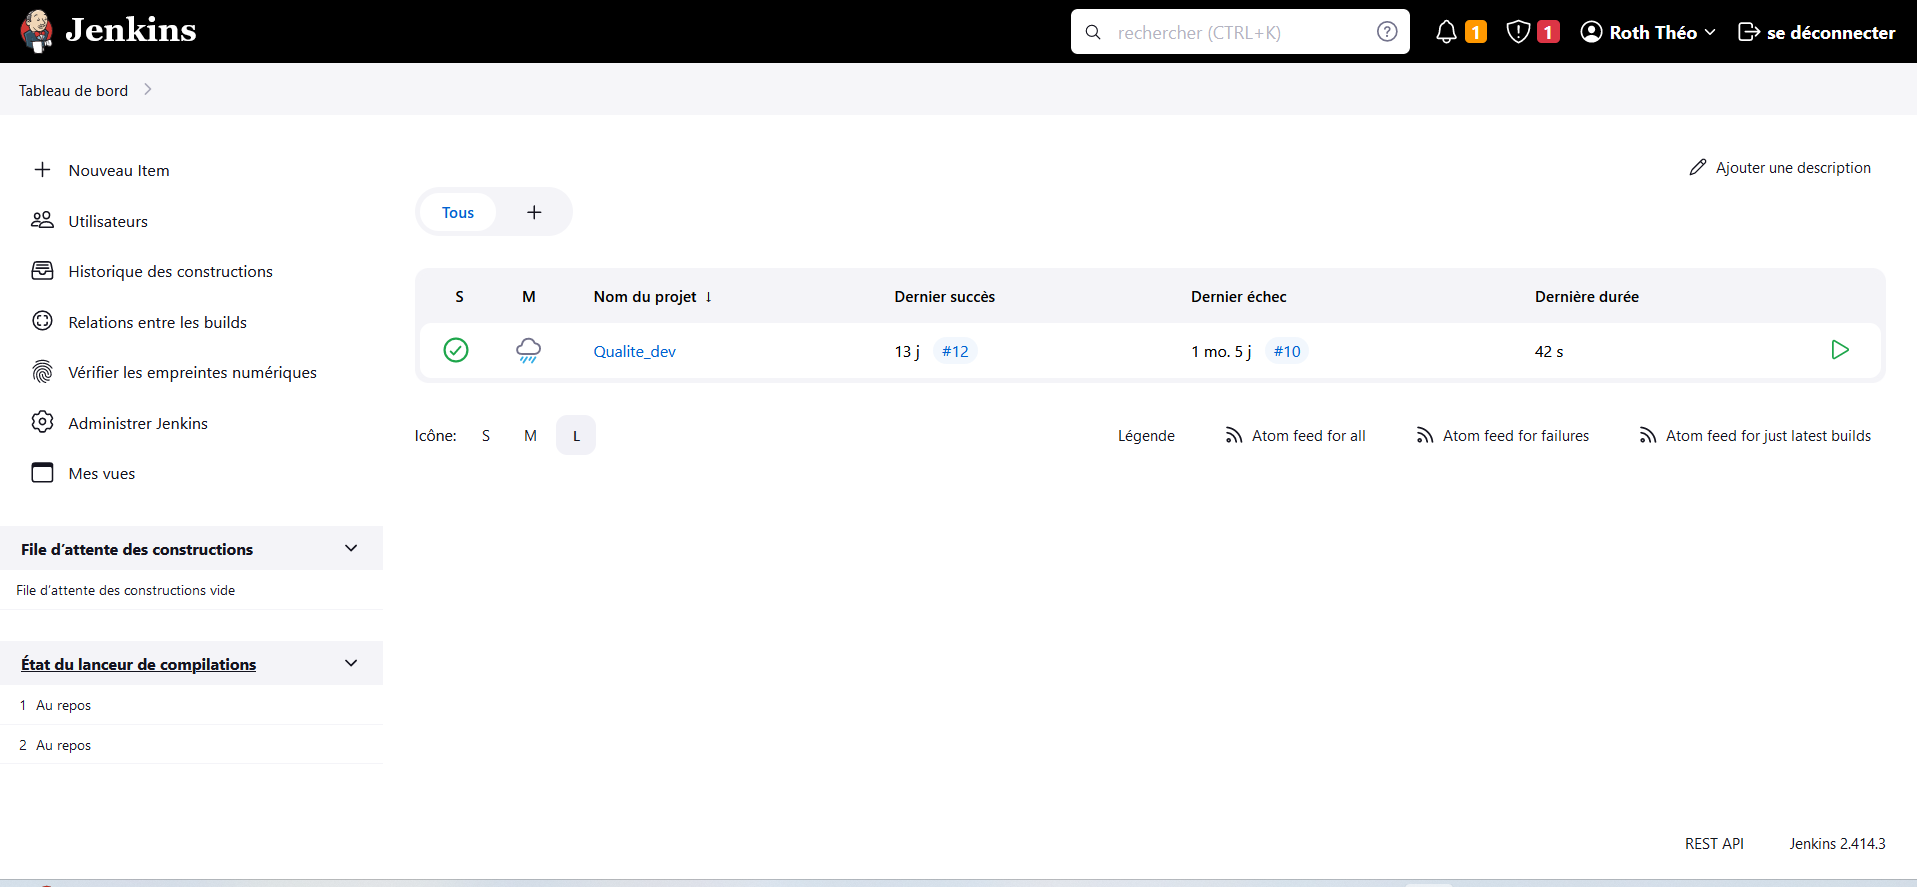 Jenkins
rechercher (CTRL+K)
1
1
Roth Théo
se déconnecter
Tableau de bord
Nouveau Item
Utilisateurs
Historique des constructions
Relations entre les builds
Vérifier les empreintes numériques
Administrer Jenkins
Mes vues
File d’attente des constructions
File d'attente des constructions vide
État du lanceur de compilations
1 Au repos
2 Au repos
Ajouter une description
Tous
S M Nom du projet ↓ Dernier succès Dernier échec Dernière durée
Qualite_dev 13 j #12 1 mo. 5 j #10 42 s
Icône: S M L
Légende Atom feed for all Atom feed for failures Atom feed for just latest builds
REST API Jenkins 2.414.3